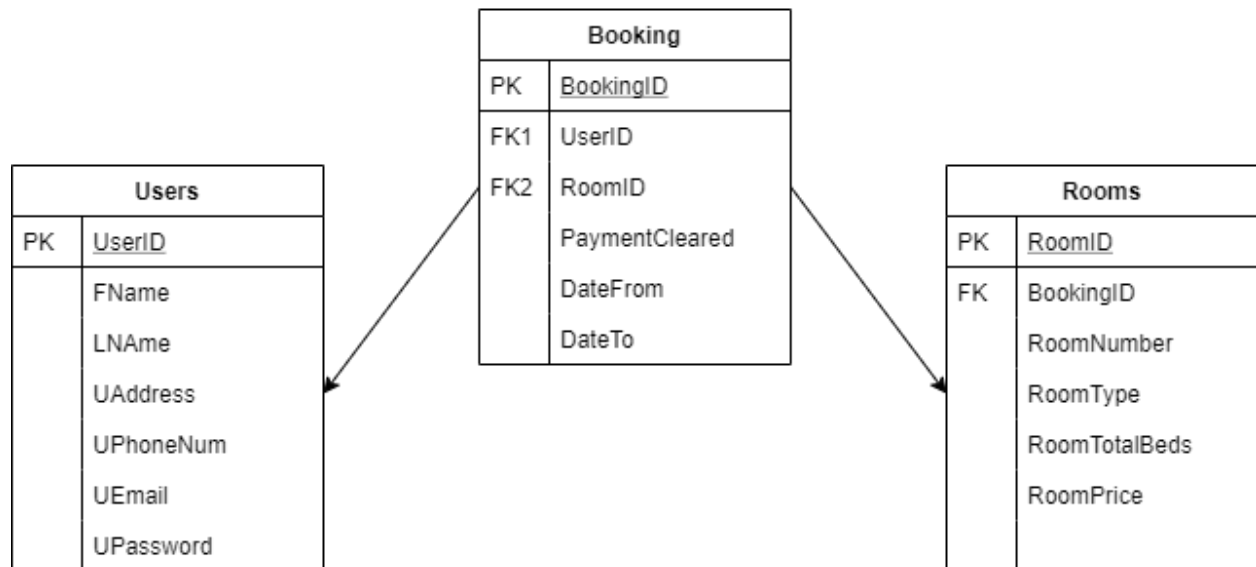 Booking
PK BookingID
FK1 UserID
FK2 RoomID
PaymentCleared
DateFrom
DateTo
Users
PK UserID
FName
LNAme
UAddress
UPhoneNum
UEmail
UPassword
Rooms
PK RoomID
FK BookingID
RoomNumber
RoomType
RoomTotalBeds
RoomPrice